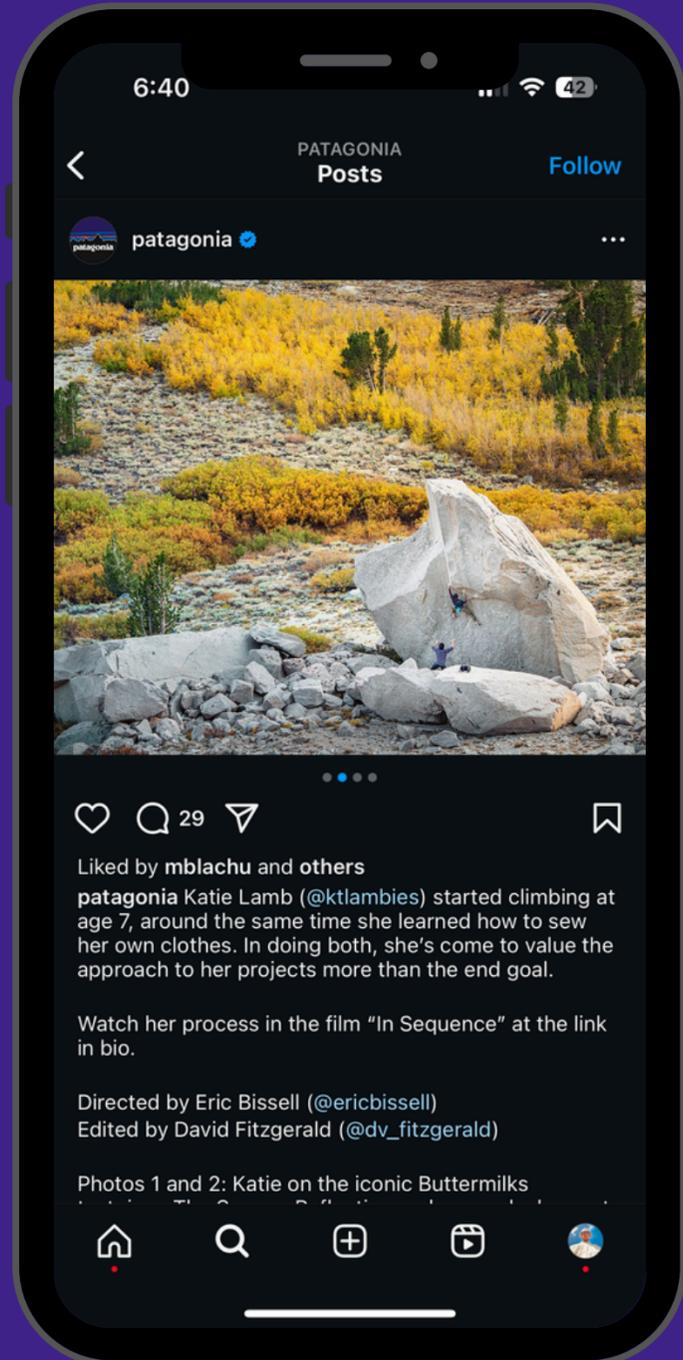 6:40
42
PATAGONIA
Posts
Follow
patagonia
patagonia
29
Liked by mblachu and others
patagonia Katie Lamb (@ktlambies) started climbing at
age 7, around the same time she learned how to sew
her own clothes. In doing both, she’s come to value the
approach to her projects more than the end goal.
Watch her process in the film “In Sequence” at the link
in bio.
Directed by Eric Bissell (@ericbissell)
Edited by David Fitzgerald (@dv_fitzgerald)
Photos 1 and 2: Katie on the iconic Buttermilks